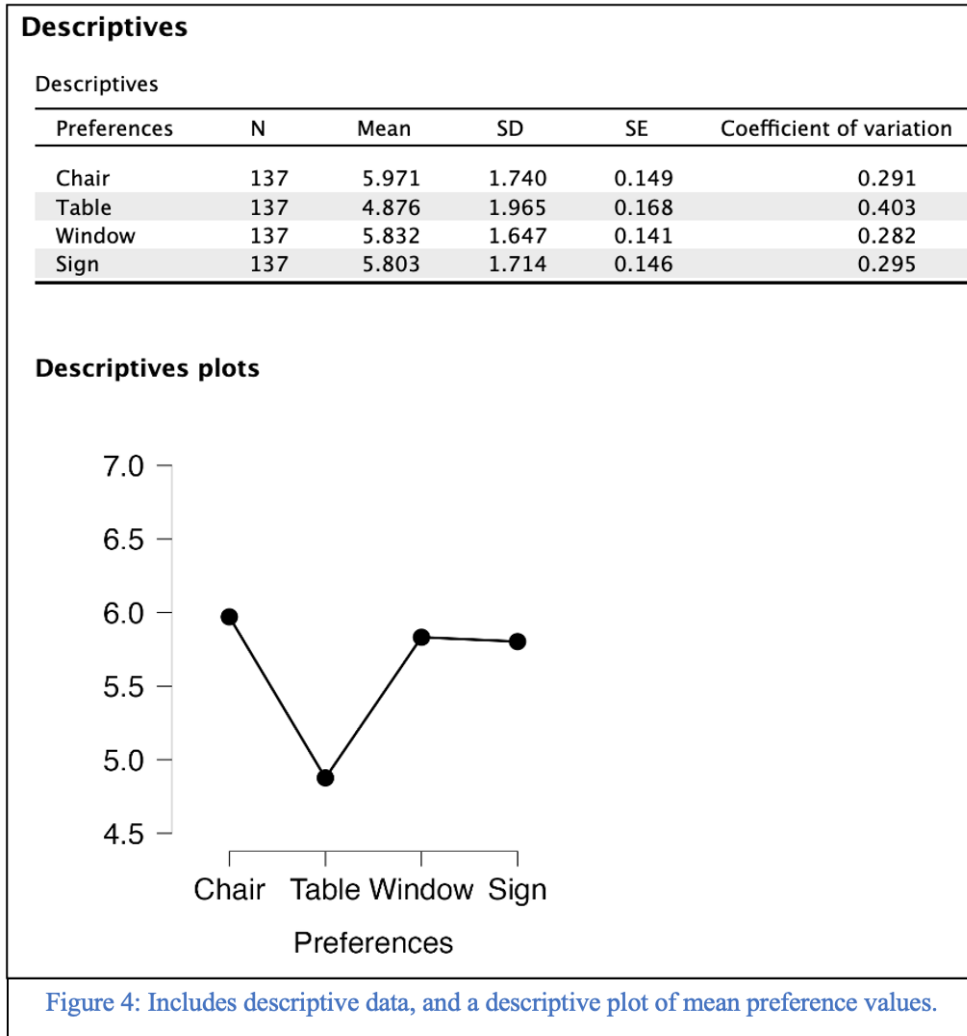 Descriptives
Descriptives
Preferences N Mean SD SE Coefficient of variation
Chair 137 5.971 1.740 0.149 0.291
Table 137 4.876 1.965 0.168 0.403
Window 137 5.832 1.647 0.141 0.282
Sign 137 5.803 1.714 0.146 0.295
Descriptives plots
7.0
6.5
6.0
5.5
5.0
4.5
Chair Table Window Sign
Preferences
Figure 4: Includes descriptive data, and a descriptive plot of mean preference values.